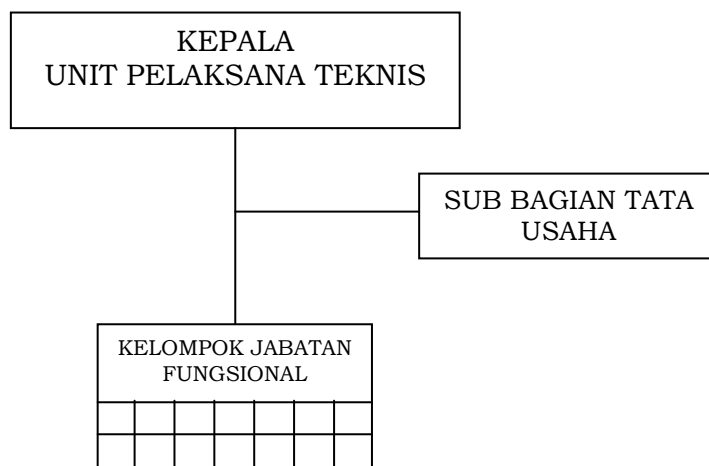 KEPALA
UNIT PELAKSANA TEKNIS
SUB BAGIAN TATA
USAHA
KELOMPOK JABATAN
FUNGSIONAL